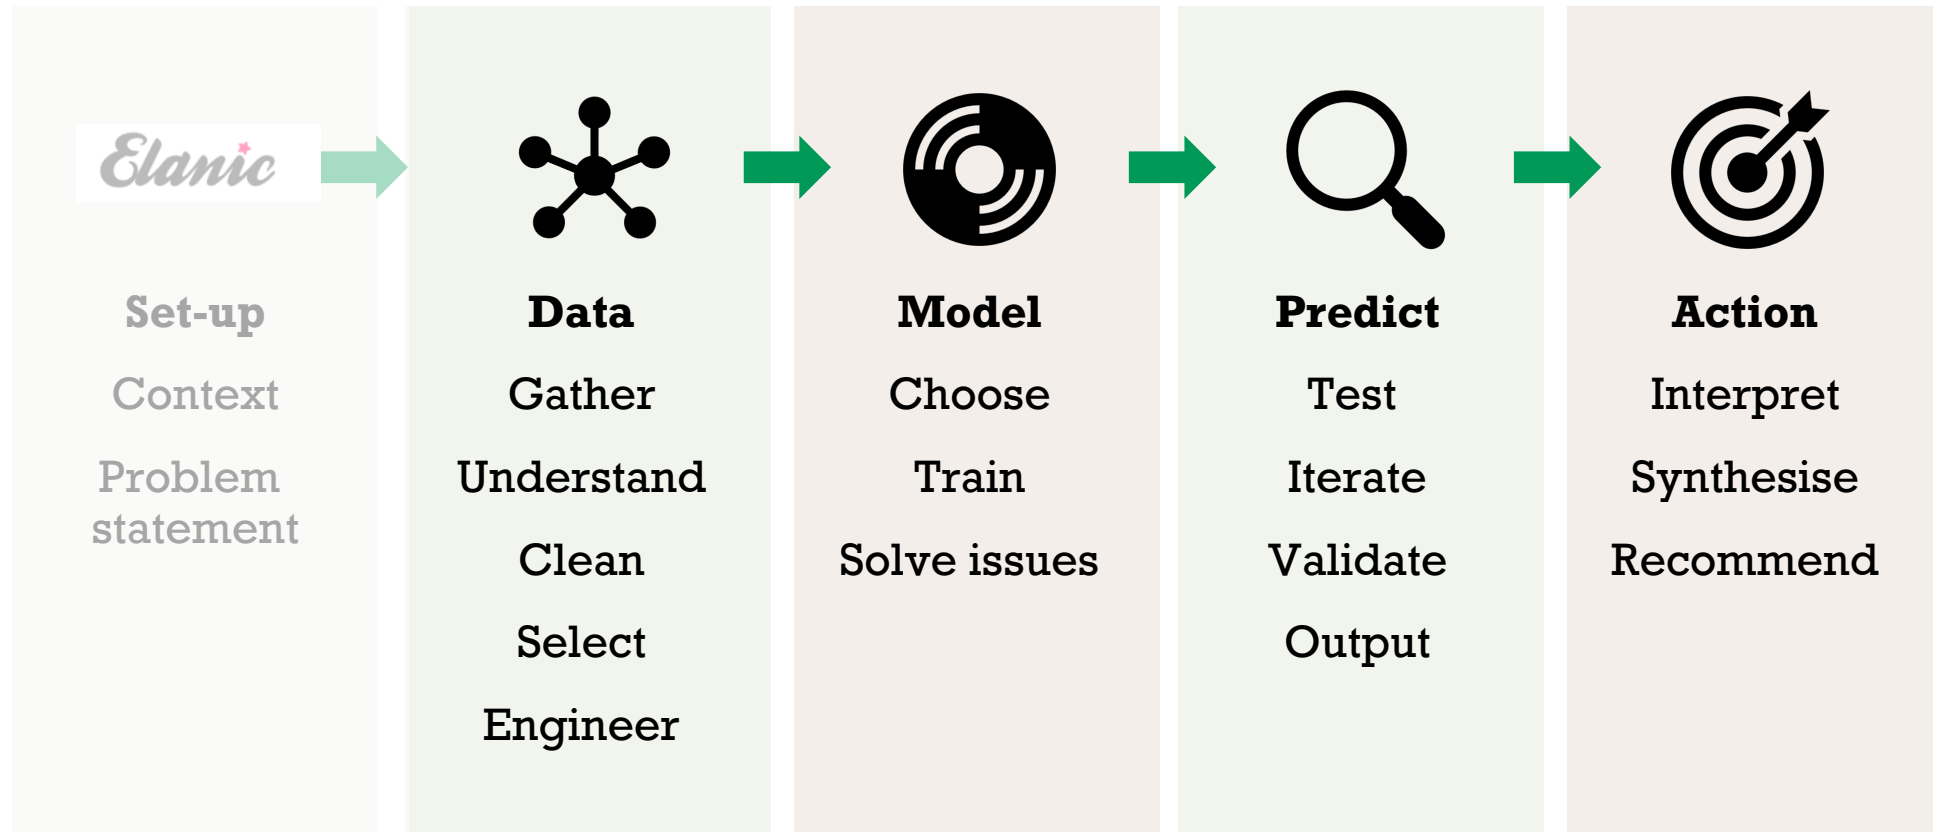 Elanic
Set-up
Context
Problem
statement
Data
Gather
Understand
Clean
Select
Engineer
Model
Choose
Train
Solve issues
Predict
Test
Iterate
Validate
Output
Action
Interpret
Synthesise
Recommend